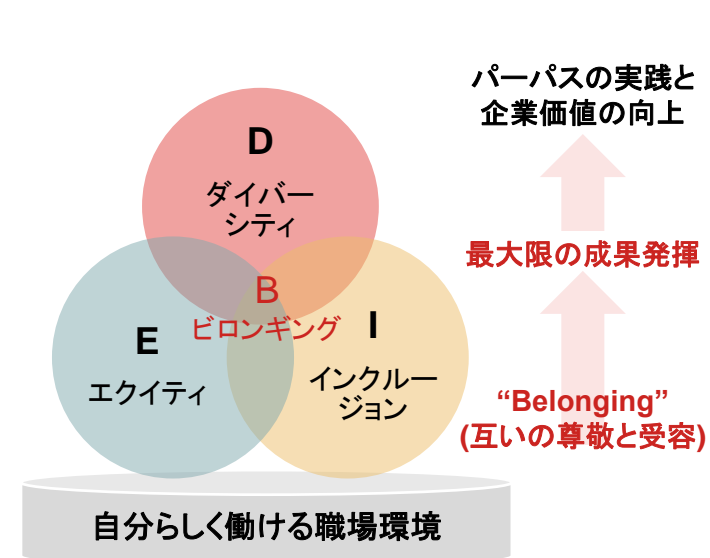 D
ダイバー
シティ
B
ビロンギング
E
エクイティ
I
インクルー
ジョン
自分らしく働ける職場環境
パーパスの実践と
企業価値の向上
最大限の成果発揮
“Belonging”
(互いの尊敬と受容)